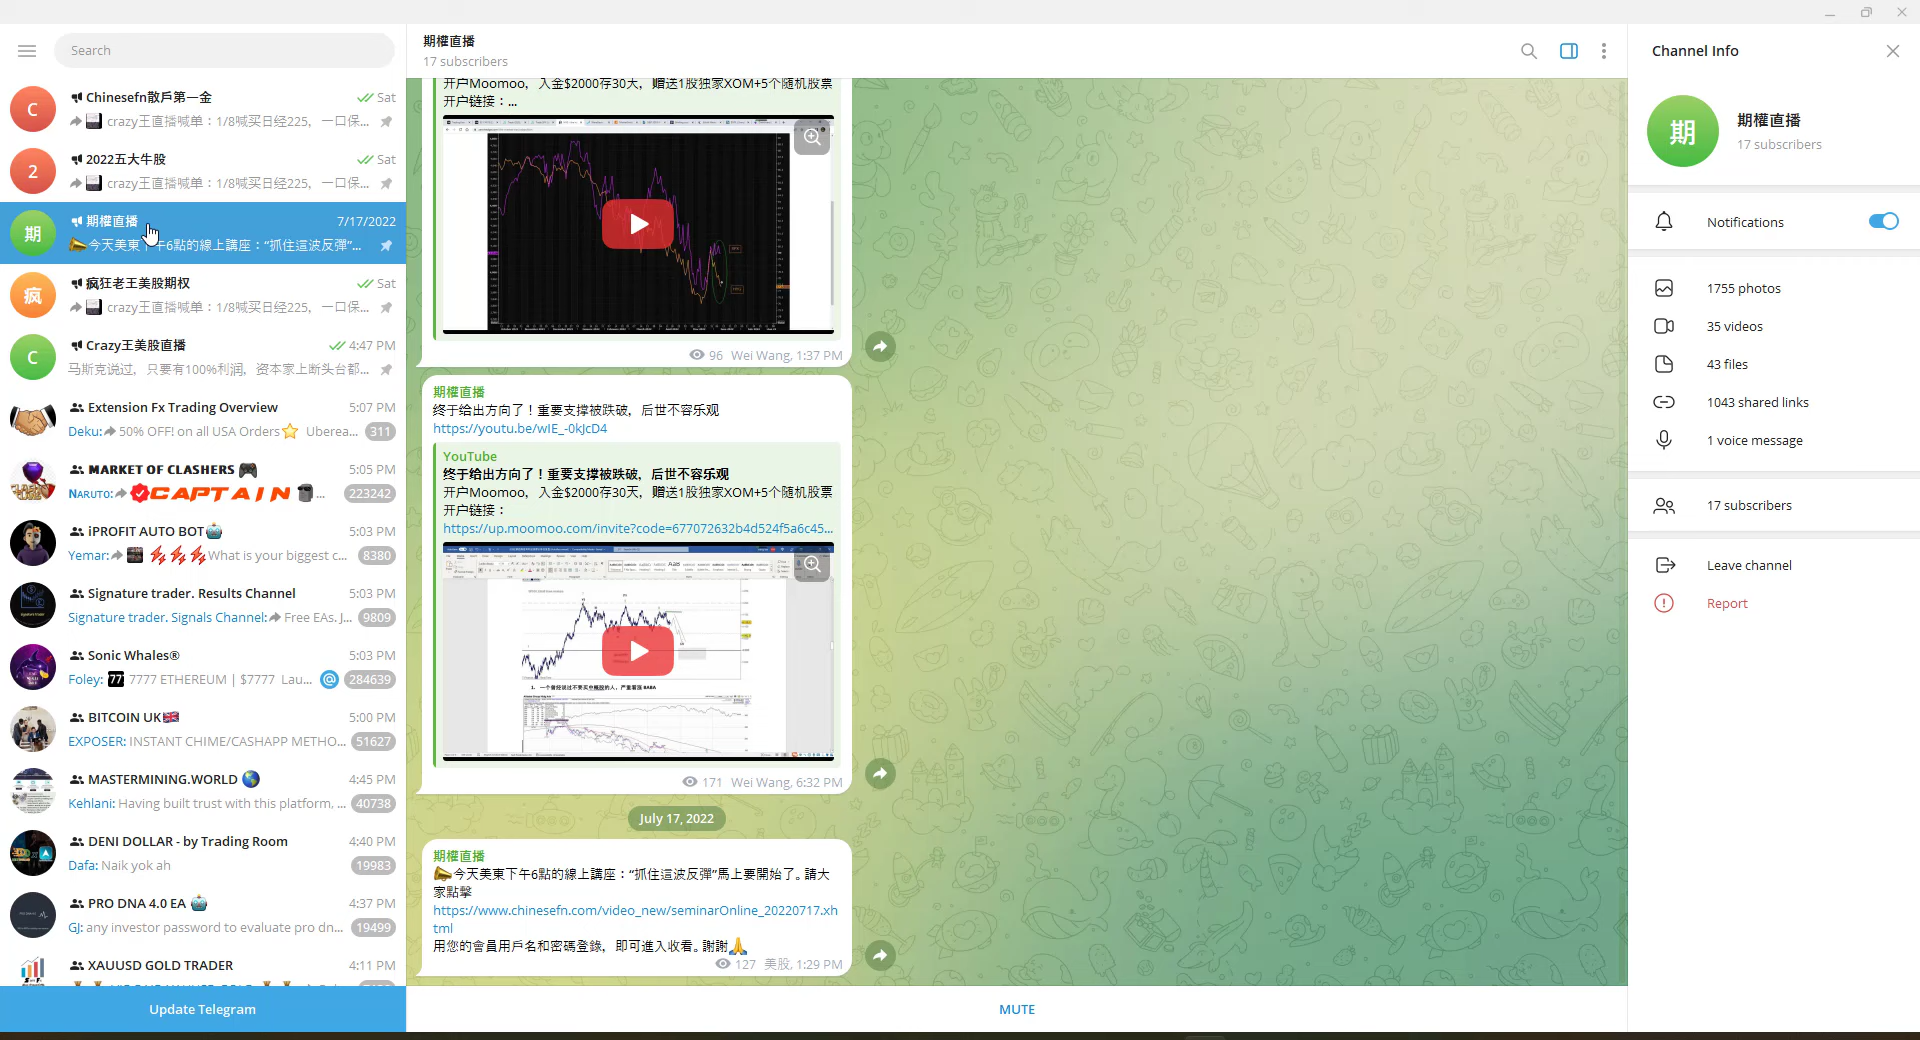 Search
Chinesefn散戶第一金
Sat
crazy王直播喊单：1/8喊买日经225, 一口保...
2022五大牛股
Sat
crazy王直播喊单：1/8喊买日经225, 一口保...
期權直播
7/17/2022
今天美東下午6點的線上講座：“抓住這波反彈”...
疯狂老王美股期权
Sat
crazy王直播喊单：1/8喊买日经225, 一口保...
Crazy王美股直播
4:47 PM
马斯克说过, 只要有100%利润, 资本家上断头台都...
Extension Fx Trading Overview
5:07 PM
Deku: 50% OFF! on all USA Orders⭐ Uberea...
311
MARKET OF CLASHERS 🎮
5:05 PM
Naruto: CAPTAIN 🗿...
223242
iPROFIT AUTO BOT🤖
5:03 PM
Yemar: ⚡⚡⚡What is your biggest c...
8380
Signature trader. Results Channel
5:03 PM
Signature trader. Signals Channel: Free EAs. J...
9809
Sonic Whales®
5:03 PM
Foley: 7777 ETHEREUM | $7777 Lau...
@ 284639
BITCOIN UK🇬🇧
5:00 PM
EXPOSER: INSTANT CHIME/CASHAPP METHO...
51627
MASTERMINING.WORLD 🌎
4:45 PM
Kehlani: Having built trust with this platform, ...
40738
DENI DOLLAR - by Trading Room
4:40 PM
Dafa: Naik yok ah
19983
PRO DNA 4.0 EA 🤖
4:37 PM
GJ: any investor password to evaluate pro dn...
19499
XAUUSD GOLD TRADER
4:11 PM
Update Telegram
期權直播
17 subscribers
开户Moomoo, 入金$2000存30天, 赠送1股独家XOM+5个随机股票
开户链接：...
96 Wei Wang, 1:37 PM
期權直播
终于给出方向了！重要支撑被跌破, 后世不容乐观
https://youtu.be/wIE_-0kJcD4
YouTube
终于给出方向了！重要支撑被跌破, 后世不容乐观
开户Moomoo, 入金$2000存30天, 赠送1股独家XOM+5个随机股票
开户链接：
https://up.moomoo.com/invite?code=677072632b4d524f5a6c45...
1. 一个曾经说过不要买中概股的人, 严重看涨 BABA
171 Wei Wang, 6:32 PM
July 17, 2022
期權直播
📣今天美東下午6點的線上講座：“抓住這波反彈”馬上要開始了。請大
家點擊
https://www.chinesefn.com/video_new/seminarOnline_20220717.xh
tml
用您的會員用戶名和密碼登錄, 即可進入收看。謝謝🙏
127 美股, 1:29 PM
MUTE
Channel Info
期
期權直播
17 subscribers
Notifications
1755 photos
35 videos
43 files
1043 shared links
1 voice message
17 subscribers
Leave channel
Report